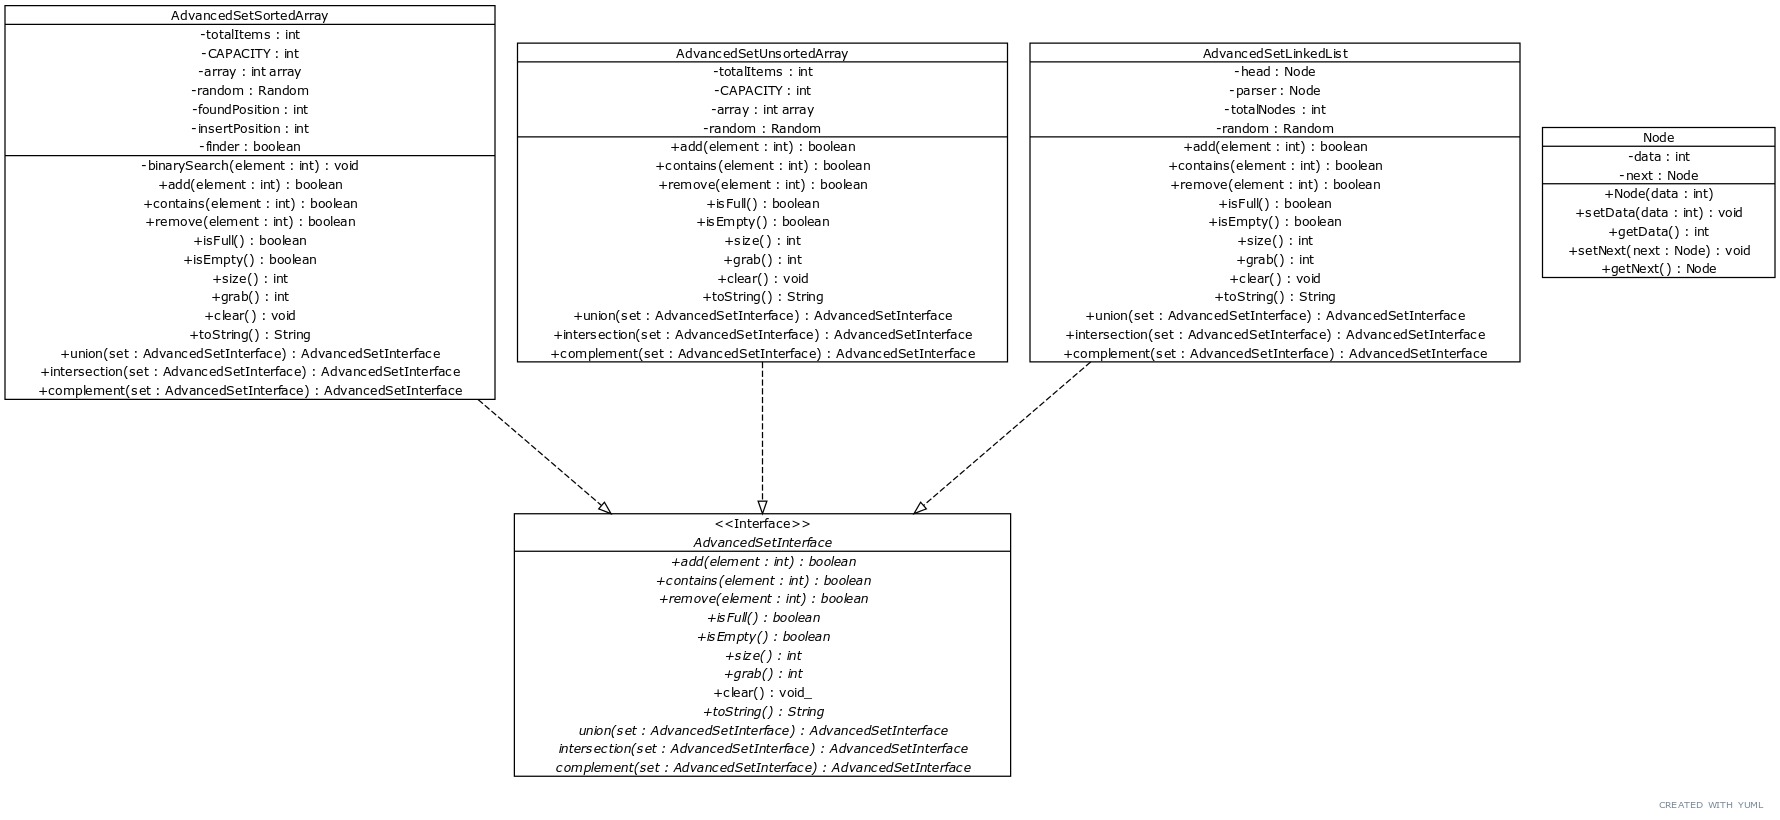 AdvancedSetSortedArray
-totalItems : int
-CAPACITY : int
-array : int array
-random : Random
-foundPosition : int
-insertPosition : int
-finder : boolean
-binarySearch(element : int) : void
+add(element : int) : boolean
+contains(element : int) : boolean
+remove(element : int) : boolean
+isFull() : boolean
+isEmpty() : boolean
+size() : int
+grab() : int
+clear() : void
+toString() : String
+union(set : AdvancedSetInterface) : AdvancedSetInterface
+intersection(set : AdvancedSetInterface) : AdvancedSetInterface
+complement(set : AdvancedSetInterface) : AdvancedSetInterface
AdvancedSetUnsortedArray
-totalItems : int
-CAPACITY : int
-array : int array
-random : Random
+add(element : int) : boolean
+contains(element : int) : boolean
+remove(element : int) : boolean
+isFull() : boolean
+isEmpty() : boolean
+size() : int
+grab() : int
+clear() : void
+toString() : String
+union(set : AdvancedSetInterface) : AdvancedSetInterface
+intersection(set : AdvancedSetInterface) : AdvancedSetInterface
+complement(set : AdvancedSetInterface) : AdvancedSetInterface
AdvancedSetLinkedList
-head : Node
-parser : Node
-totalNodes : int
-random : Random
+add(element : int) : boolean
+contains(element : int) : boolean
+remove(element : int) : boolean
+isFull() : boolean
+isEmpty() : boolean
+size() : int
+grab() : int
+clear() : void
+toString() : String
+union(set : AdvancedSetInterface) : AdvancedSetInterface
+intersection(set : AdvancedSetInterface) : AdvancedSetInterface
+complement(set : AdvancedSetInterface) : AdvancedSetInterface
Node
-data : int
-next : Node
+Node(data : int)
+setData(data : int) : void
+getData() : int
+setNext(next : Node) : void
+getNext() : Node
<<Interface>>
AdvancedSetInterface
+add(element : int) : boolean
+contains(element : int) : boolean
+remove(element : int) : boolean
+isFull() : boolean
+isEmpty() : boolean
+size() : int
+grab() : int
+clear() : void_
+toString() : String
union(set : AdvancedSetInterface) : AdvancedSetInterface
intersection(set : AdvancedSetInterface) : AdvancedSetInterface
complement(set : AdvancedSetInterface) : AdvancedSetInterface
CREATED WITH YUML